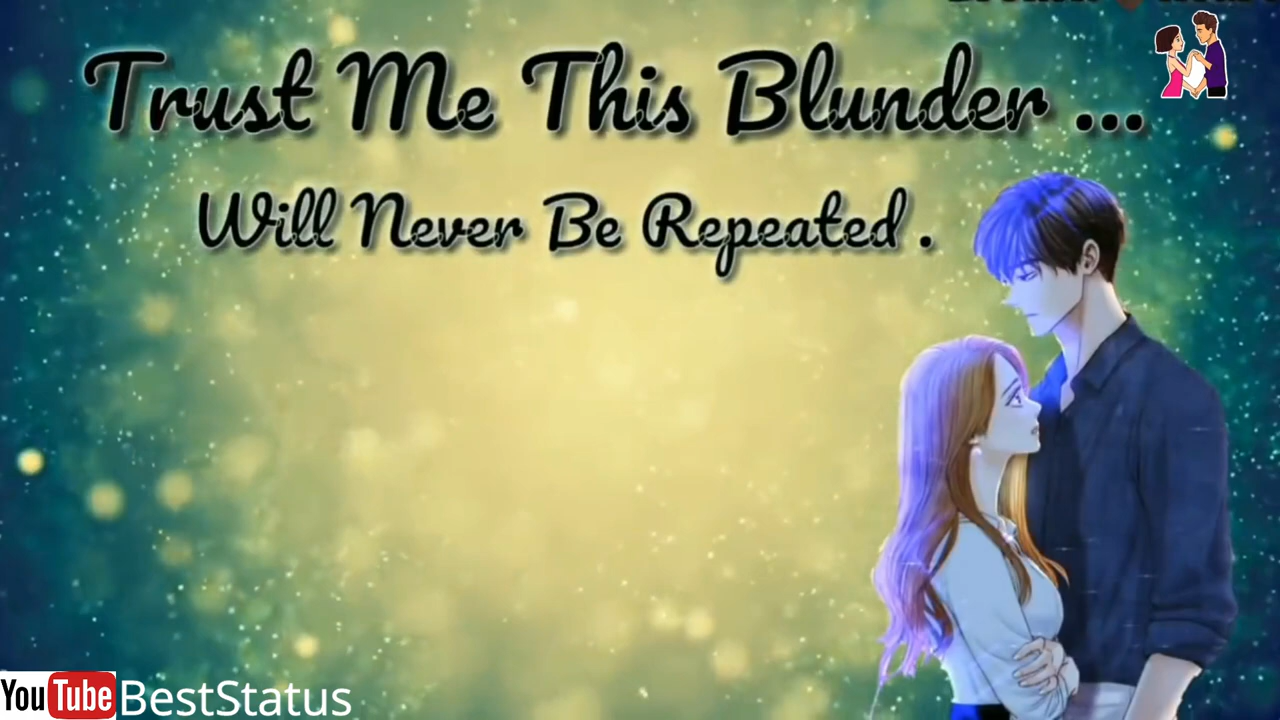 Trust Me This Blunder ...
Will Never Be Repeated .
YouTube BestStatus